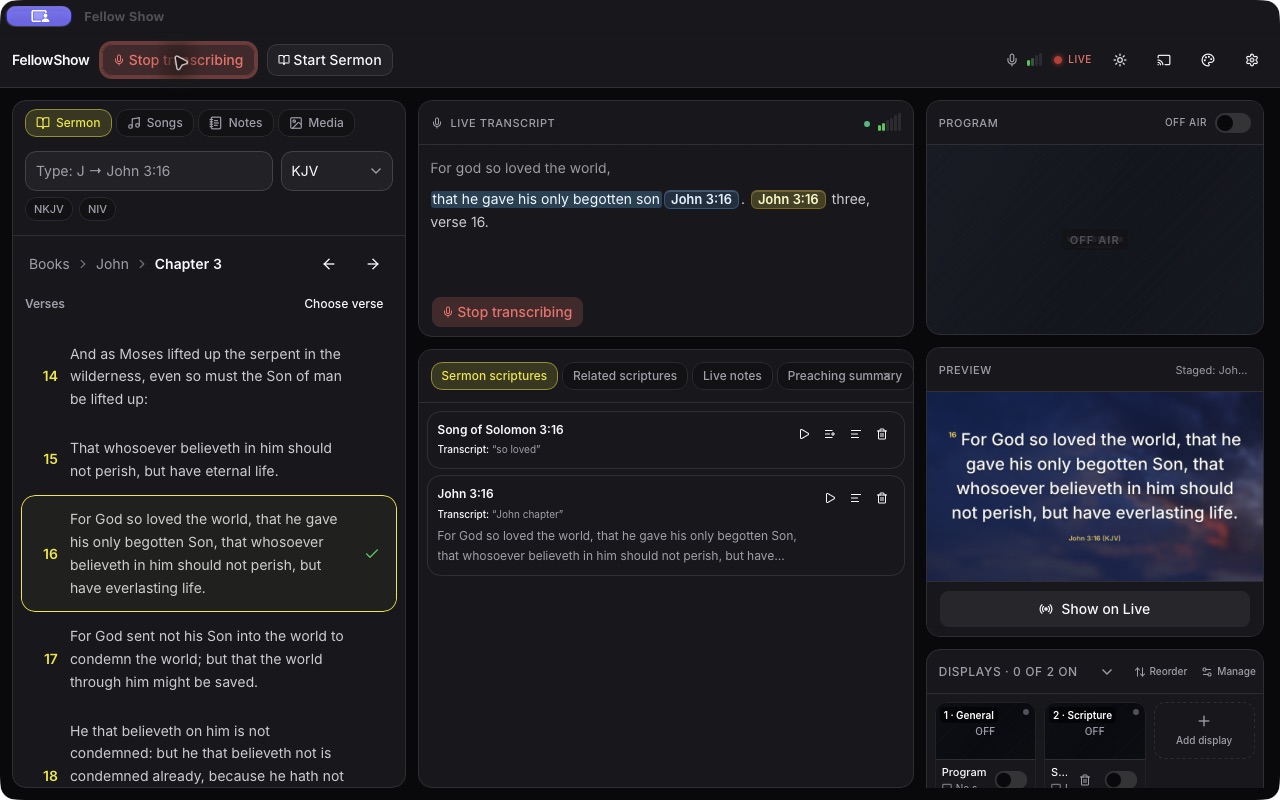 Fellow Show
FellowShow
Stop transcribing
Start Sermon
LIVE
Sermon
Songs
Notes
Media
Type: J → John 3:16
KJV
NKJV
NIV
Books > John > Chapter 3
Verses
Choose verse
14
And as Moses lifted up the serpent in the
wilderness, even so must the Son of man
be lifted up:
15
That whosoever believeth in him should
not perish, but have eternal life.
16
For God so loved the world, that he gave
his only begotten Son, that whosoever
believeth in him should not perish, but
have everlasting life.
17
For God sent not his Son into the world to
condemn the world; but that the world
through him might be saved.
18
He that believeth on him is not
condemned: but he that believeth not is
condemned already, because he hath not
LIVE TRANSCRIPT
For god so loved the world,
that he gave his only begotten son John 3:16 . John 3:16 three,
verse 16.
Stop transcribing
Sermon scriptures
Related scriptures
Live notes
Preaching summary
Song of Solomon 3:16
Transcript: “so loved”
John 3:16
Transcript: “John chapter”
For God so loved the world, that he gave his only begotten Son,
that whosoever believeth in him should not perish, but have...
PROGRAM
OFF AIR
OFF AIR
PREVIEW
Staged: Joh...
16 For God so loved the world, that he
gave his only begotten Son, that
whosoever believeth in him should
not perish, but have everlasting life.
John 3:16 (KJV)
Show on Live
DISPLAYS · 0 OF 2 ON
Reorder
Manage
1 · General
OFF
Program
2 · Scripture
OFF
S...
Add display